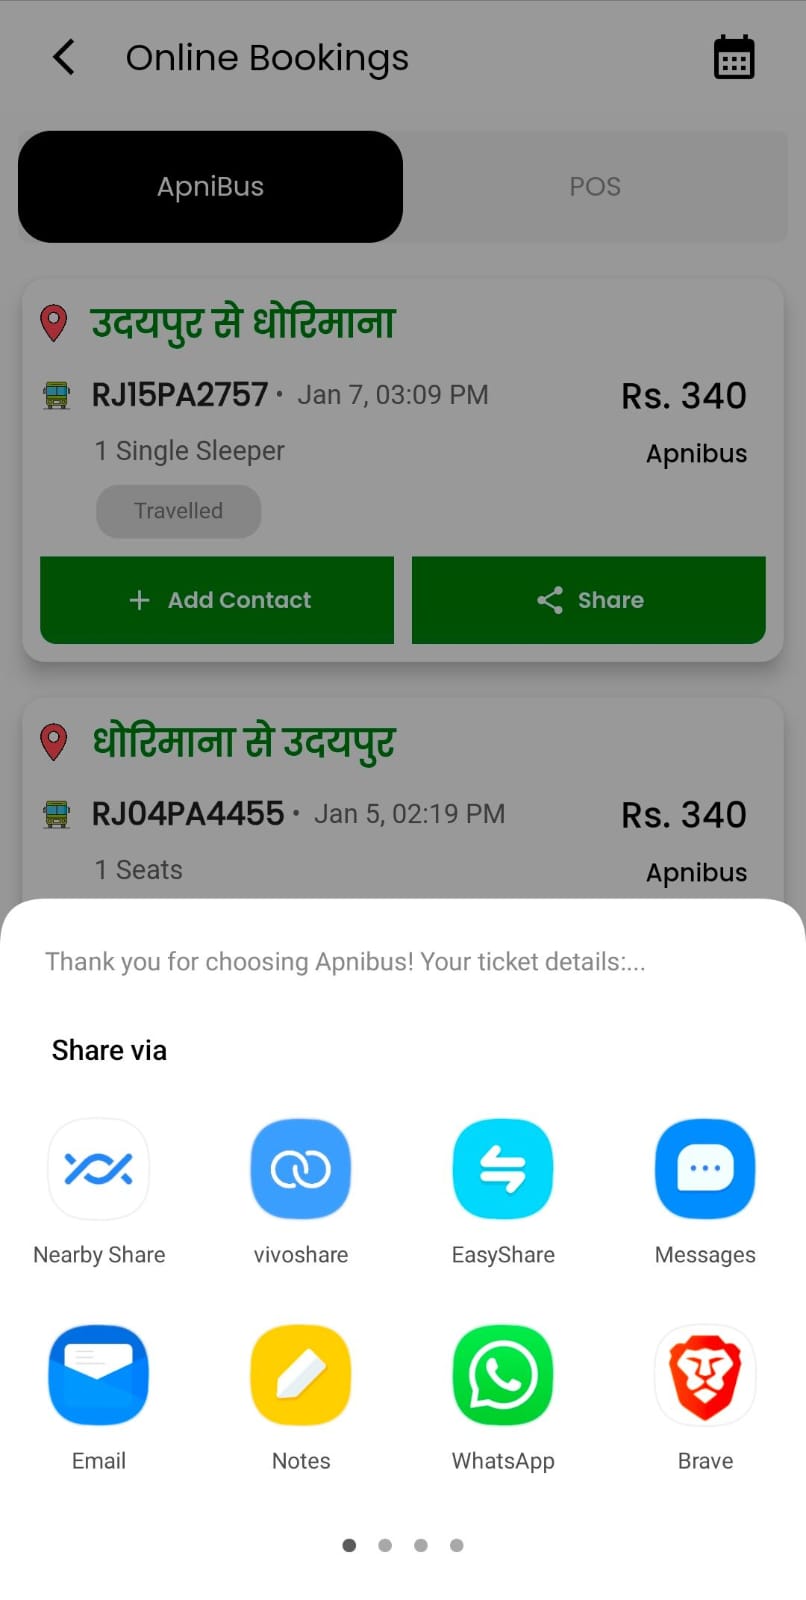 Online Bookings
ApniBus
POS
उदयपुर से धोरिमाना
RJ15PA2757 • Jan 7, 03:09 PM
Rs. 340
1 Single Sleeper
Apnibus
Travelled
+ Add Contact
Share
धोरिमाना से उदयपुर
RJ04PA4455 • Jan 5, 02:19 PM
Rs. 340
1 Seats
Apnibus
Thank you for choosing Apnibus! Your ticket details:...
Share via
Nearby Share
vivoshare
EasyShare
Messages
Email
Notes
WhatsApp
Brave